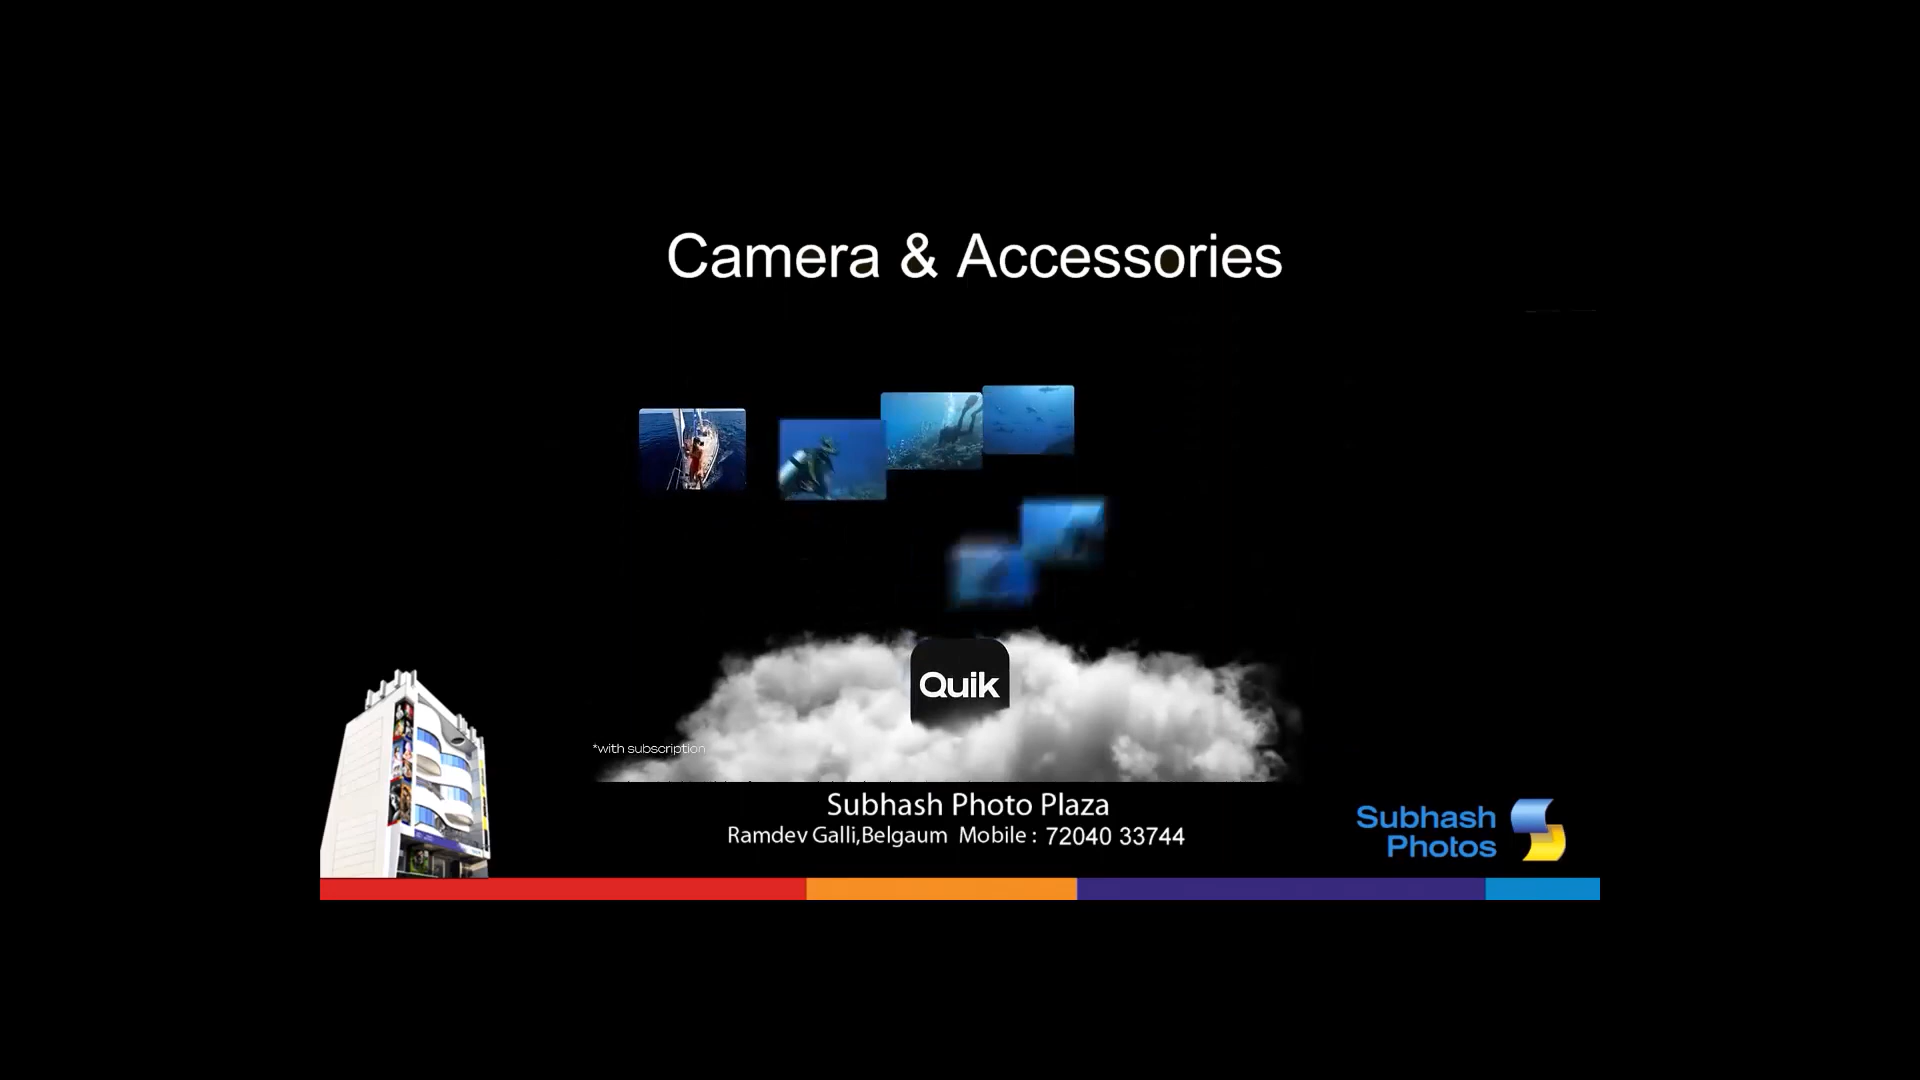 Camera & Accessories
Quik
*with subscription
Subhash Photo Plaza
Ramdev Galli,Belgaum Mobile : 72040 33744
Subhash
Photos